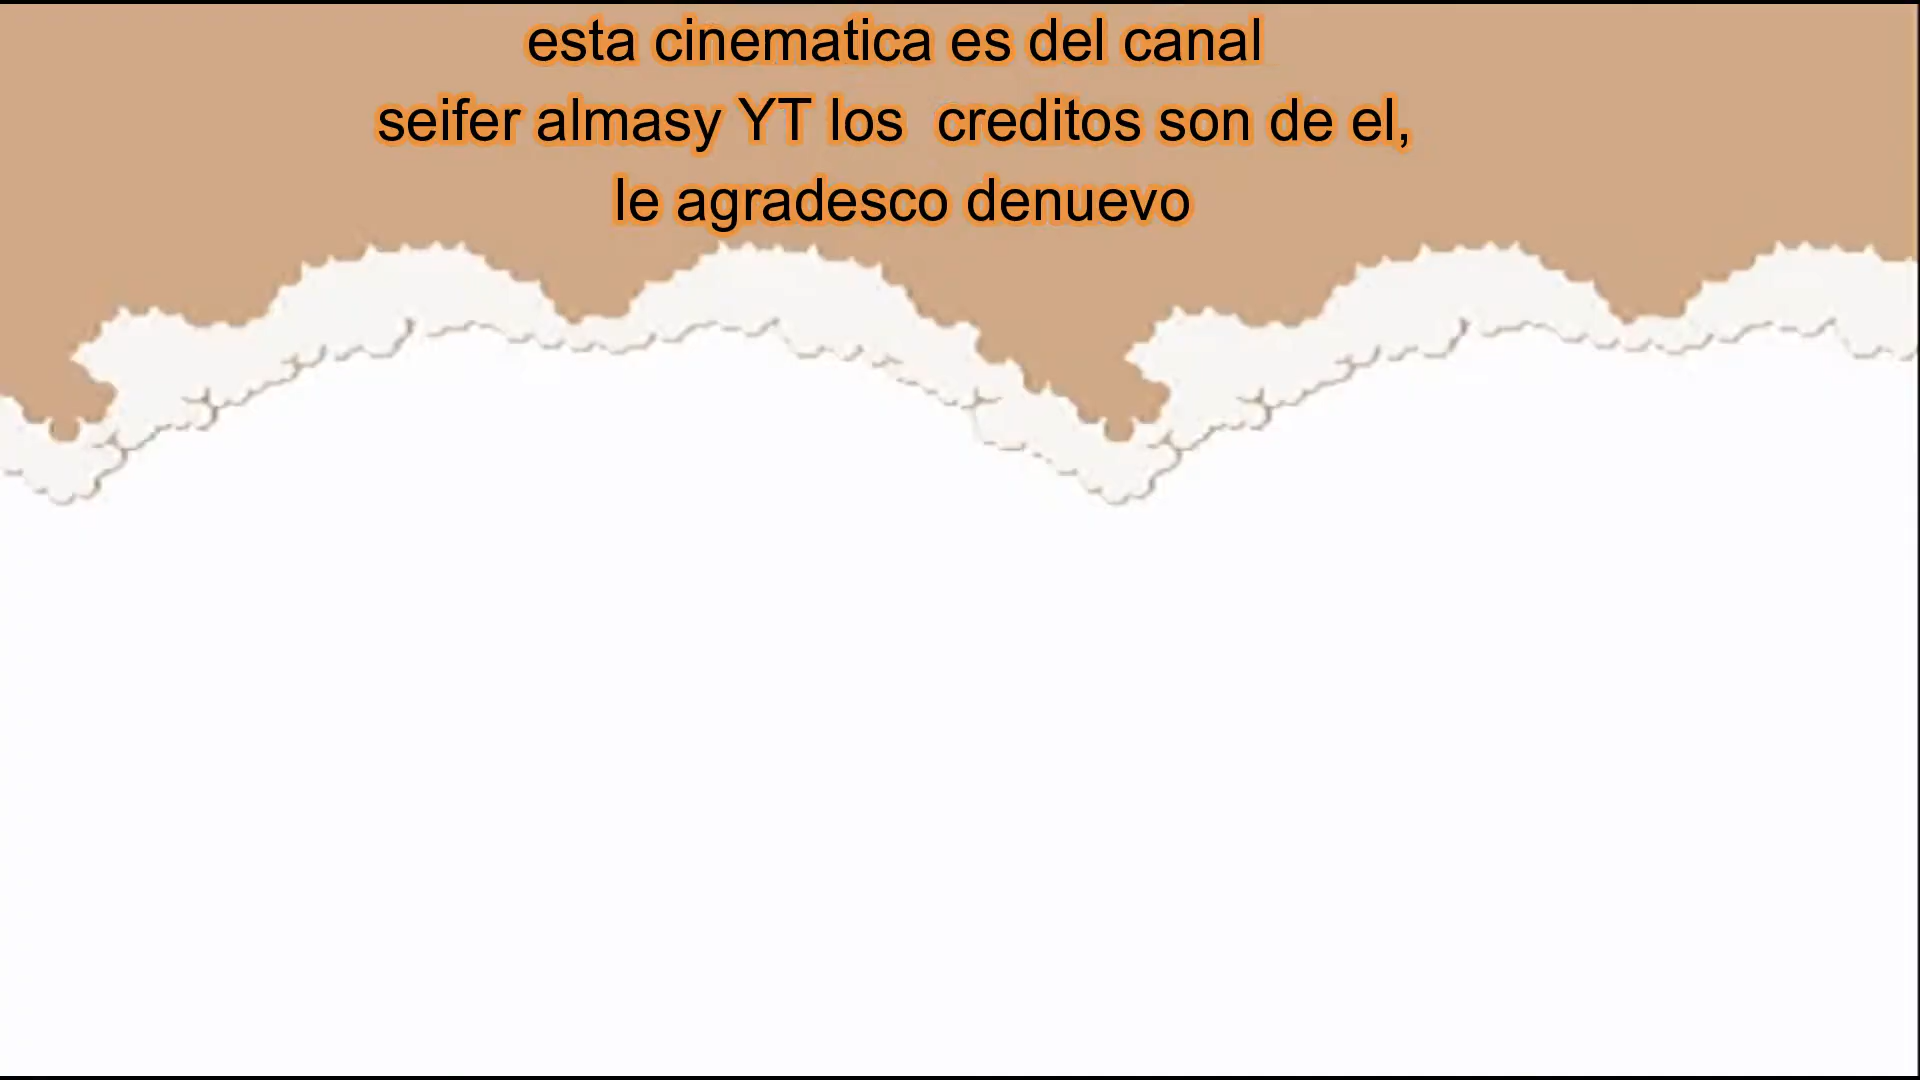 esta cinematica es del canal
seifer almasy YT los  creditos son de el,
le agradesco denuevo